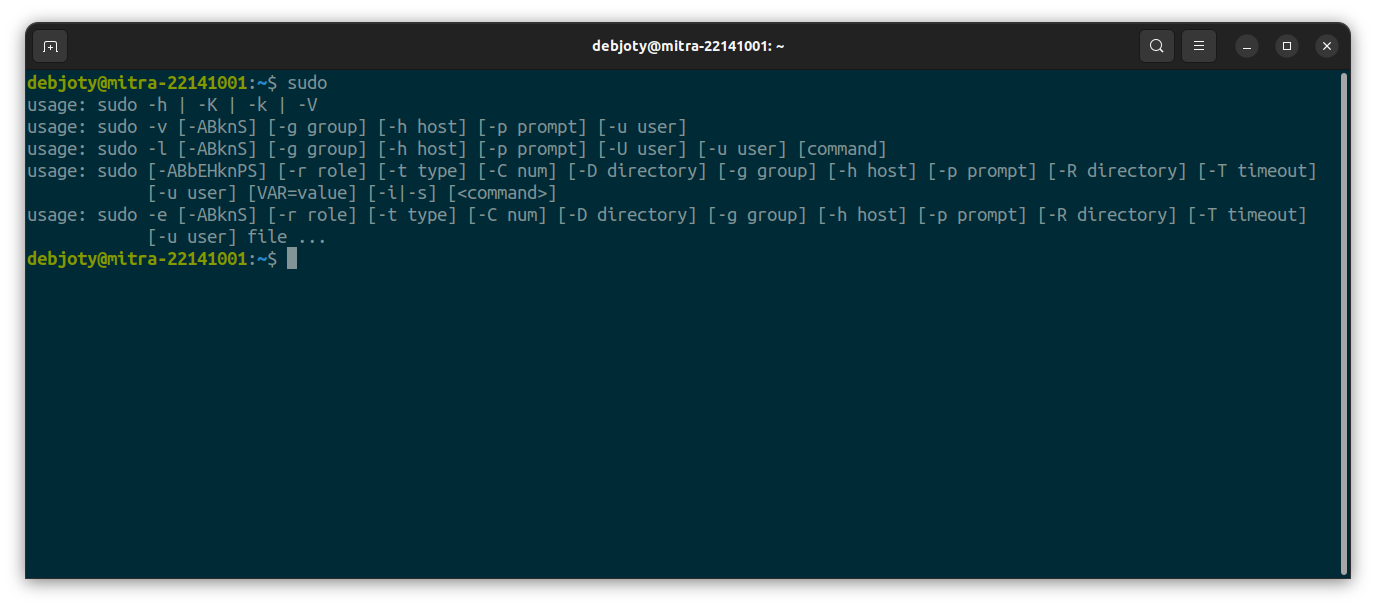 debjoty@mitra-22141001: ~
debjoty@mitra-22141001:~$ sudo
usage: sudo -h | -K | -k | -V
usage: sudo -v [-ABknS] [-g group] [-h host] [-p prompt] [-u user]
usage: sudo -l [-ABknS] [-g group] [-h host] [-p prompt] [-U user] [-u user] [command]
usage: sudo [-ABbEHknPS] [-r role] [-t type] [-C num] [-D directory] [-g group] [-h host] [-p prompt] [-R directory] [-T timeout]
            [-u user] [VAR=value] [-i|-s] [<command>]
usage: sudo -e [-ABknS] [-r role] [-t type] [-C num] [-D directory] [-g group] [-h host] [-p prompt] [-R directory] [-T timeout]
            [-u user] file ...
debjoty@mitra-22141001:~$